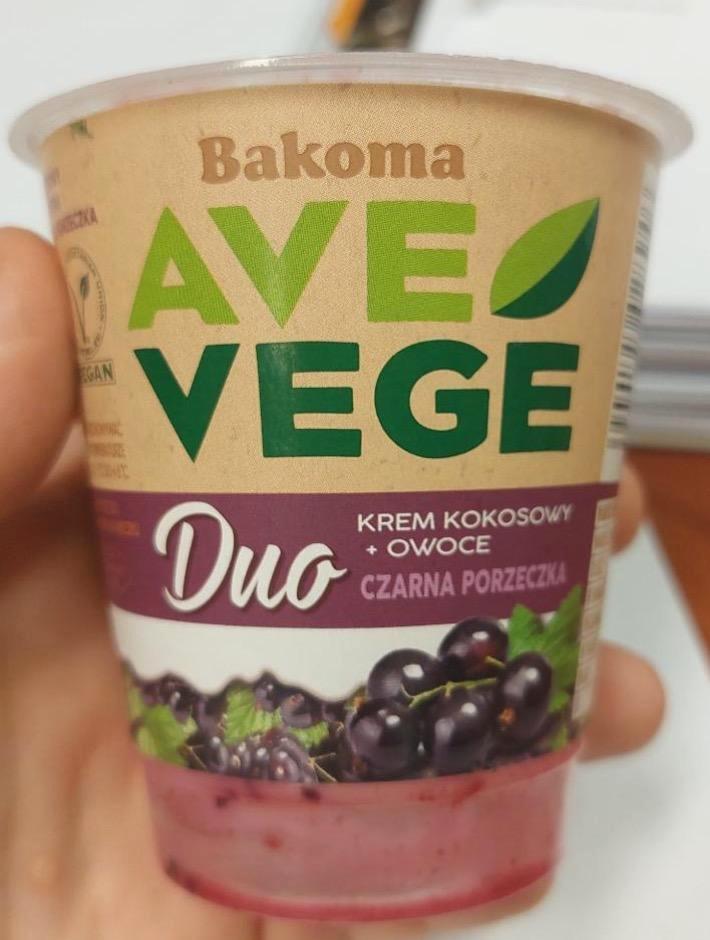 Bakoma
AVE
VEGE
Duo
KREM KOKOSOWY
+ OWOCE
CZARNA PORZECZKA
VEGAN